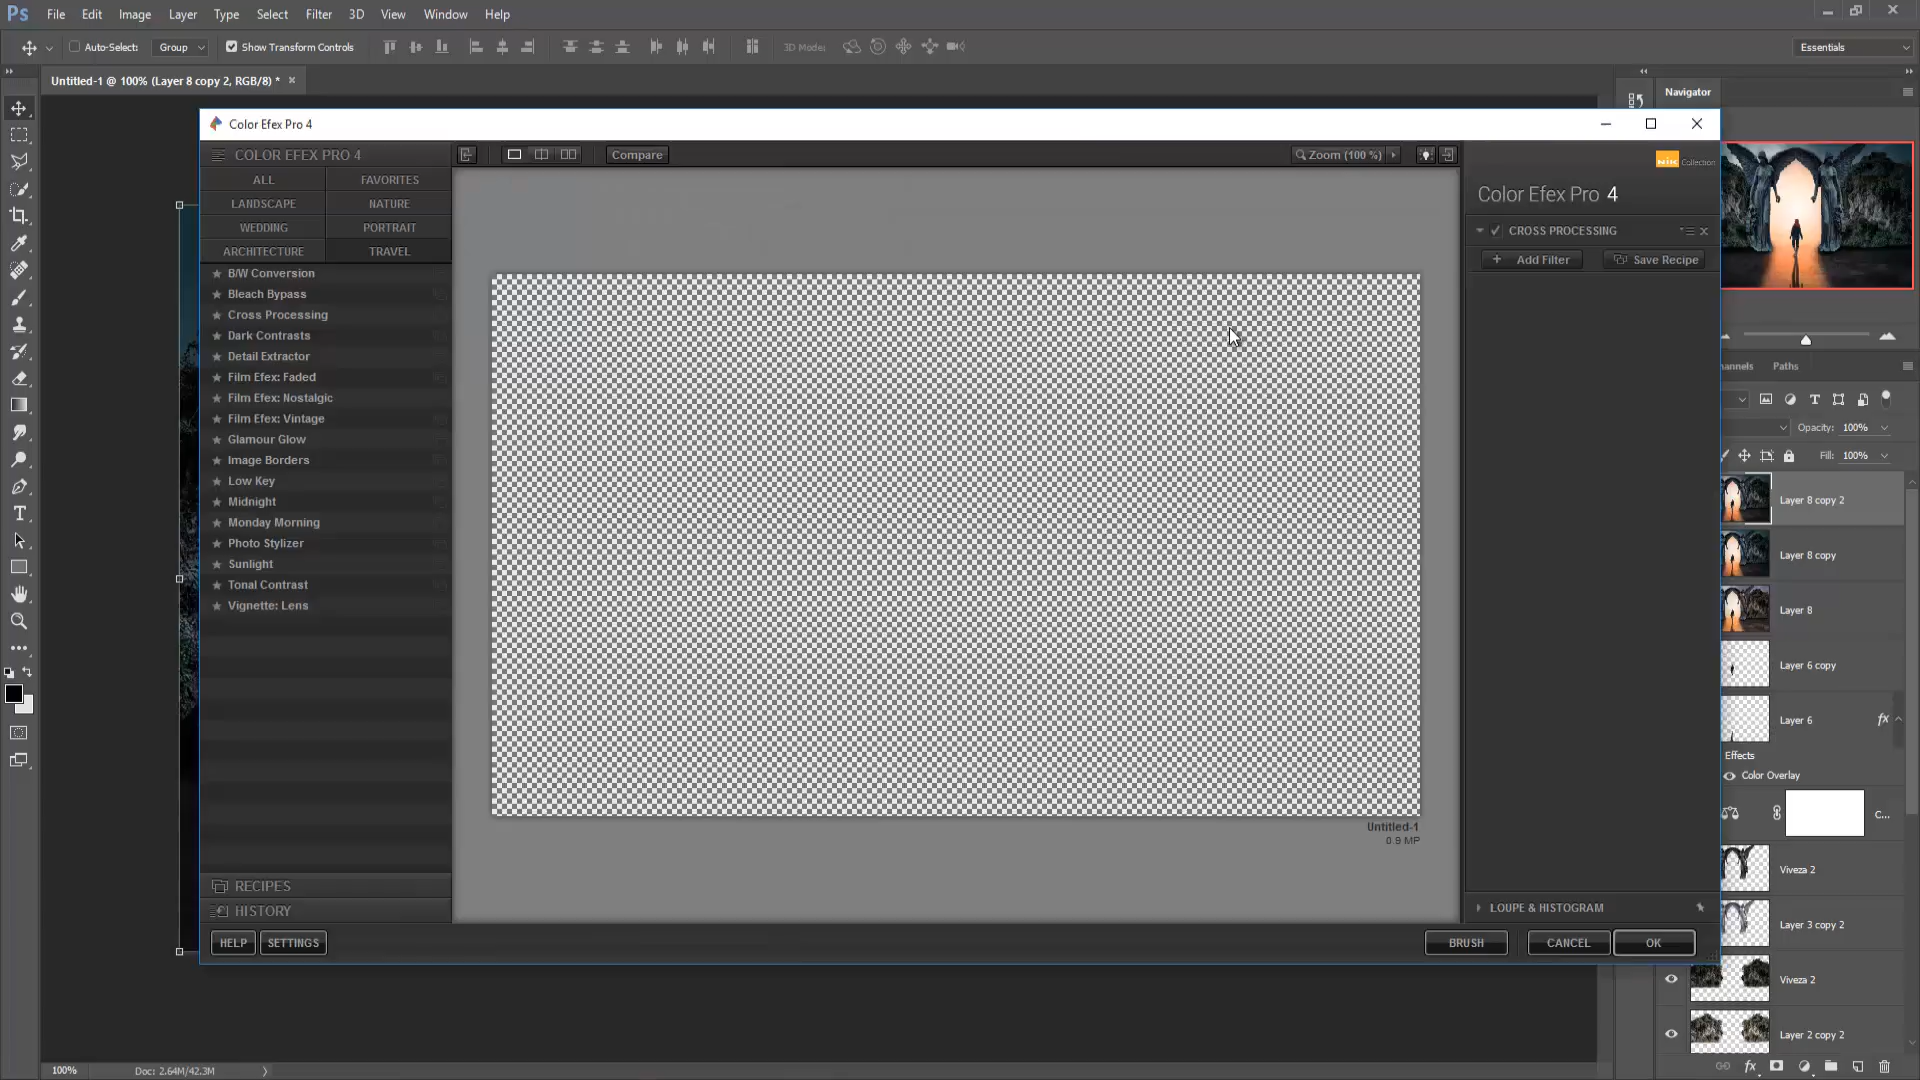 Ps File Edit Image Layer Type Select Filter 3D View Window Help
Auto-Select: Group Show Transform Controls 3D Mode: Essentials
Untitled-1 @ 100% (Layer 8 copy 2, RGB/8) * ×
Navigator
Color Efex Pro 4
COLOR EFEX PRO 4
Compare
Zoom (100 %)
Nik Collection
ALL FAVORITES
LANDSCAPE NATURE
WEDDING PORTRAIT
ARCHITECTURE TRAVEL
B/W Conversion
Bleach Bypass
Cross Processing
Dark Contrasts
Detail Extractor
Film Efex: Faded
Film Efex: Nostalgic
Film Efex: Vintage
Glamour Glow
Image Borders
Low Key
Midnight
Monday Morning
Photo Stylizer
Sunlight
Tonal Contrast
Vignette: Lens
RECIPES
HISTORY
HELP SETTINGS
Untitled-1
0.9 MP
Color Efex Pro 4
CROSS PROCESSING
+ Add Filter Save Recipe
LOUPE & HISTOGRAM
BRUSH CANCEL OK
annels Paths
Opacity: 100%
Fill: 100%
Layer 8 copy 2
Layer 8 copy
Layer 8
Layer 6 copy
Layer 6 fx
Effects
Color Overlay
C...
Viveza 2
Layer 3 copy 2
Viveza 2
Layer 2 copy 2
fx
100% Doc: 2.64M/42.3M